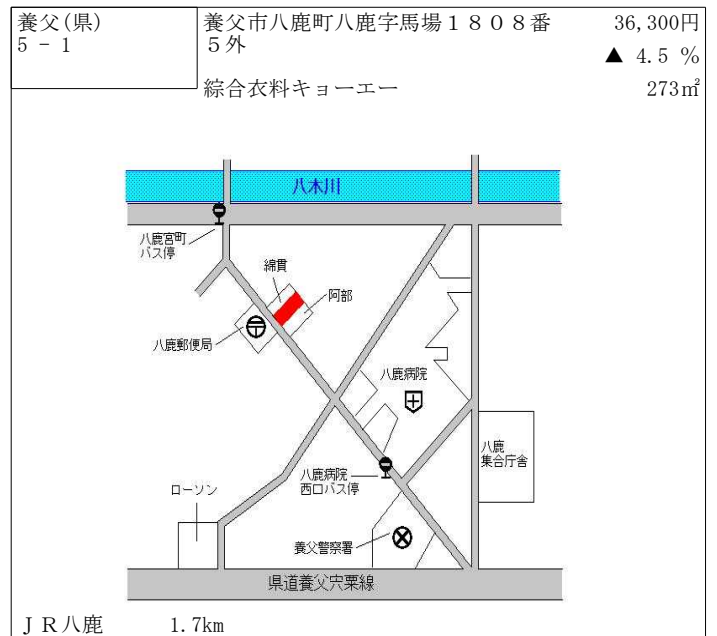 養父(県)
5 - 1
養父市八鹿町八鹿字馬場１８０８番
５外
綜合衣料キョーエー
36,300円
▲ 4.5 %
273㎡
八木川
八鹿宮町
バス停
綿貫
阿部
八鹿郵便局
八鹿病院
八鹿
集合庁舎
八鹿病院
西口バス停
ローソン
養父警察署
県道養父宍粟線
ＪＲ八鹿 1.7km